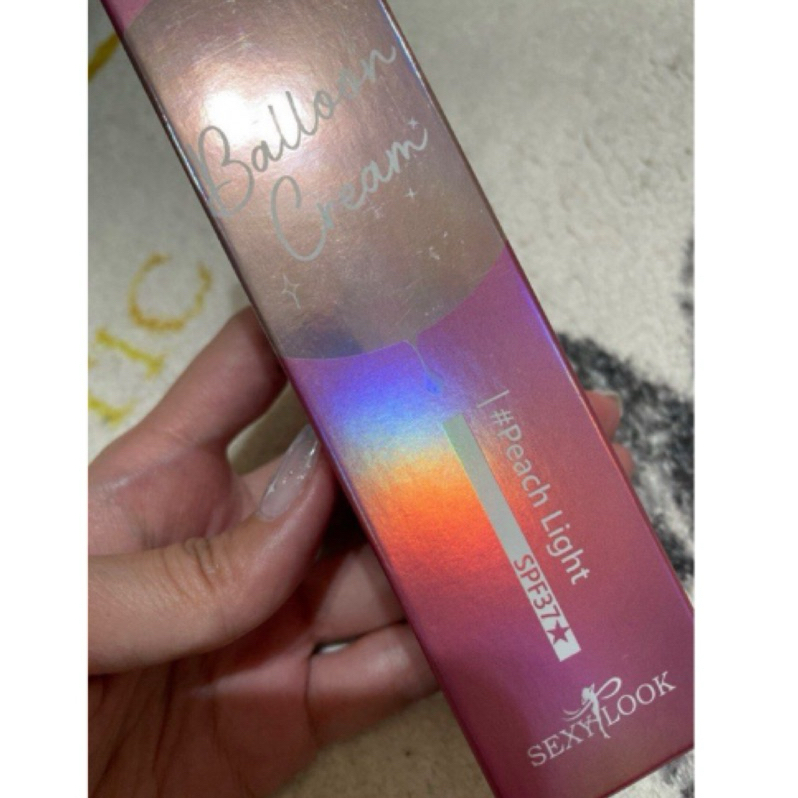 Balloon
Cream
#Peach Light
SPF37★
SEXYLOOK